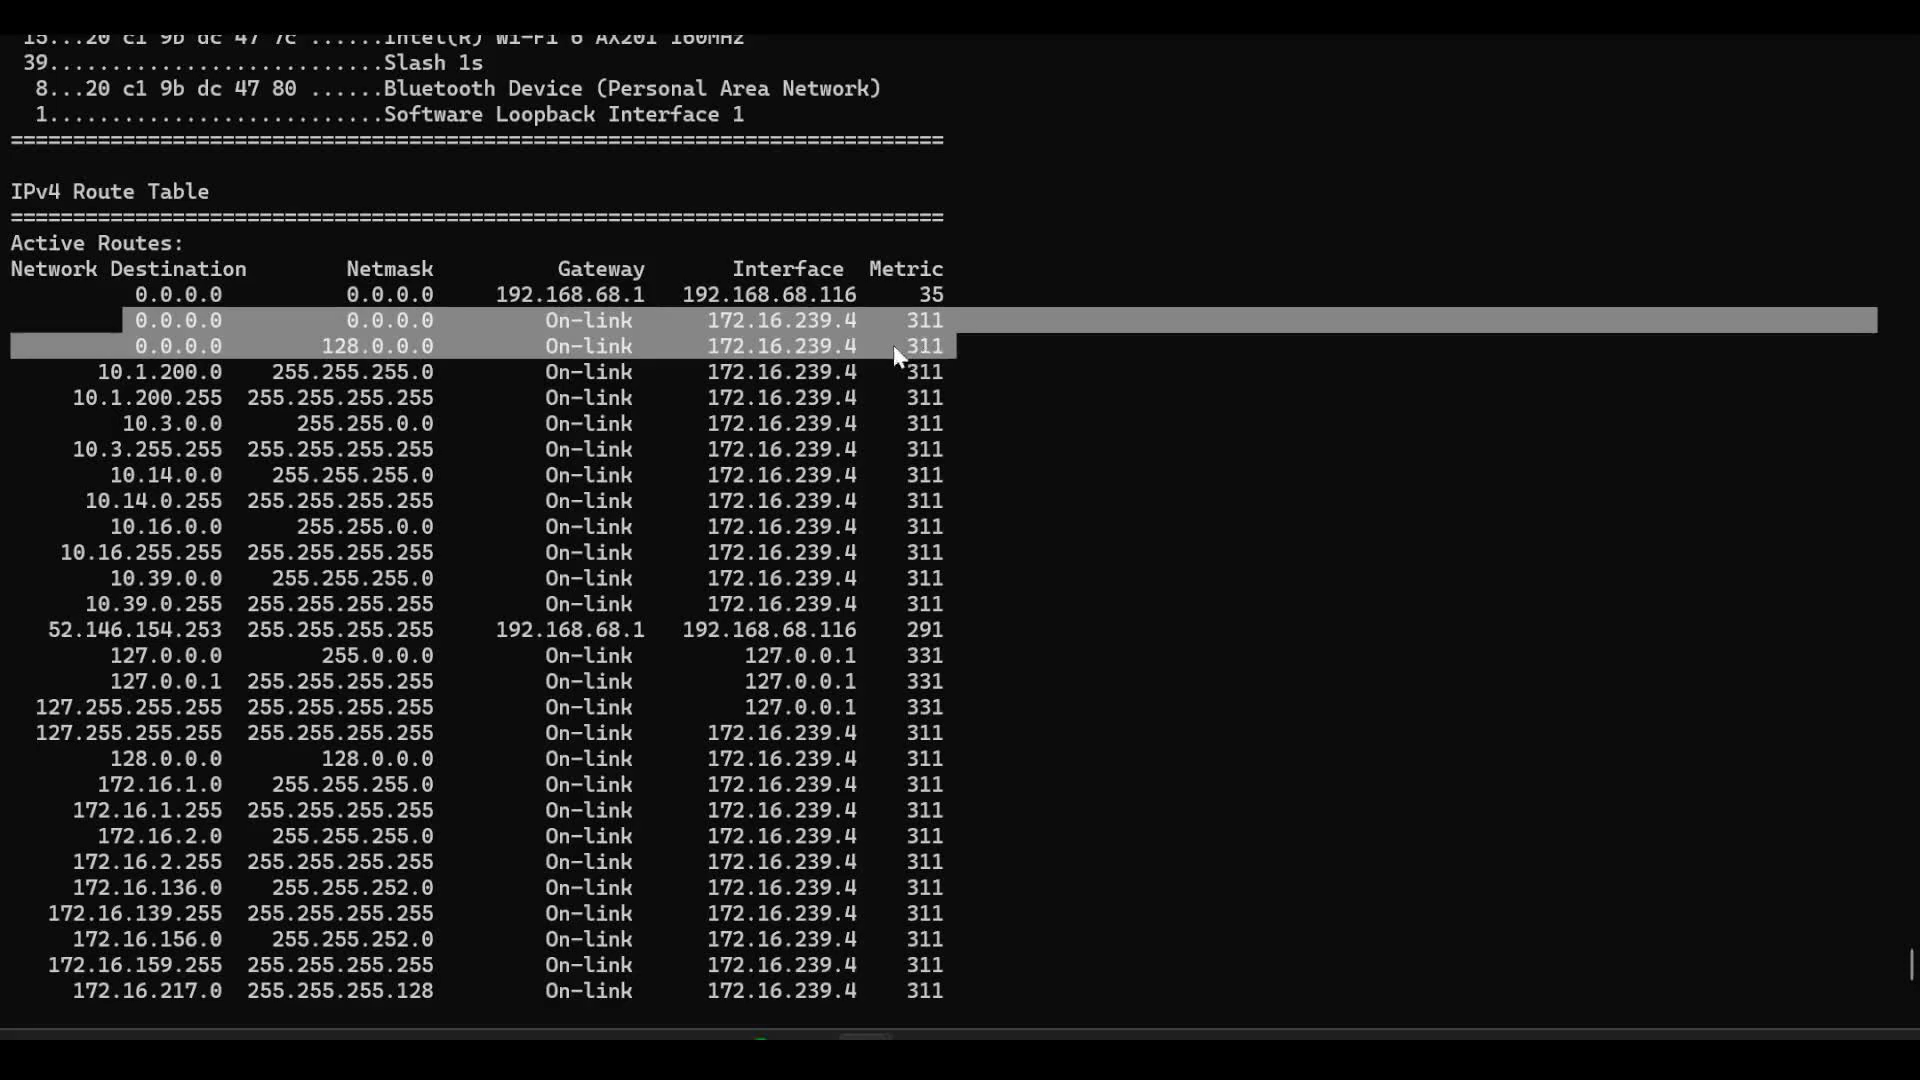 15...20 c1 9b dc 47 7c ......Intel(R) Wi-Fi 6 AX201 160MHz
39...........................Slash 1s
8...20 c1 9b dc 47 80 ......Bluetooth Device (Personal Area Network)
1...........................Software Loopback Interface 1
===========================================================================
IPv4 Route Table
===========================================================================
Active Routes:
Network Destination        Netmask          Gateway       Interface  Metric
0.0.0.0          0.0.0.0     192.168.68.1   192.168.68.116     35
0.0.0.0          0.0.0.0         On-link      172.16.239.4    311
0.0.0.0        128.0.0.0         On-link      172.16.239.4    311
10.1.200.0    255.255.255.0         On-link      172.16.239.4    311
10.1.200.255  255.255.255.255         On-link      172.16.239.4    311
10.3.0.0      255.255.0.0         On-link      172.16.239.4    311
10.3.255.255  255.255.255.255         On-link      172.16.239.4    311
10.14.0.0    255.255.255.0         On-link      172.16.239.4    311
10.14.0.255  255.255.255.255         On-link      172.16.239.4    311
10.16.0.0      255.255.0.0         On-link      172.16.239.4    311
10.16.255.255  255.255.255.255         On-link      172.16.239.4    311
10.39.0.0    255.255.255.0         On-link      172.16.239.4    311
10.39.0.255  255.255.255.255         On-link      172.16.239.4    311
52.146.154.253  255.255.255.255     192.168.68.1   192.168.68.116    291
127.0.0.0        255.0.0.0         On-link         127.0.0.1    331
127.0.0.1  255.255.255.255         On-link         127.0.0.1    331
127.255.255.255  255.255.255.255         On-link         127.0.0.1    331
127.255.255.255  255.255.255.255         On-link      172.16.239.4    311
128.0.0.0        128.0.0.0         On-link      172.16.239.4    311
172.16.1.0    255.255.255.0         On-link      172.16.239.4    311
172.16.1.255  255.255.255.255         On-link      172.16.239.4    311
172.16.2.0    255.255.255.0         On-link      172.16.239.4    311
172.16.2.255  255.255.255.255         On-link      172.16.239.4    311
172.16.136.0    255.255.252.0         On-link      172.16.239.4    311
172.16.139.255  255.255.255.255         On-link      172.16.239.4    311
172.16.156.0    255.255.252.0         On-link      172.16.239.4    311
172.16.159.255  255.255.255.255         On-link      172.16.239.4    311
172.16.217.0  255.255.255.128         On-link      172.16.239.4    311